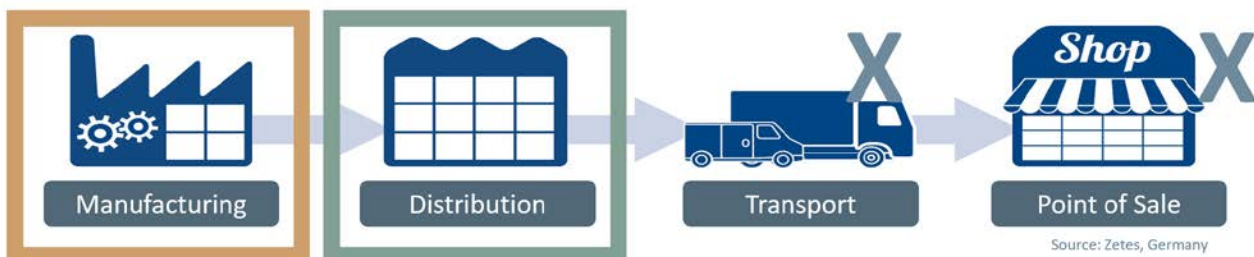 Shop
X
X
Manufacturing
Distribution
Transport
Point of Sale
Source: Zetes, Germany